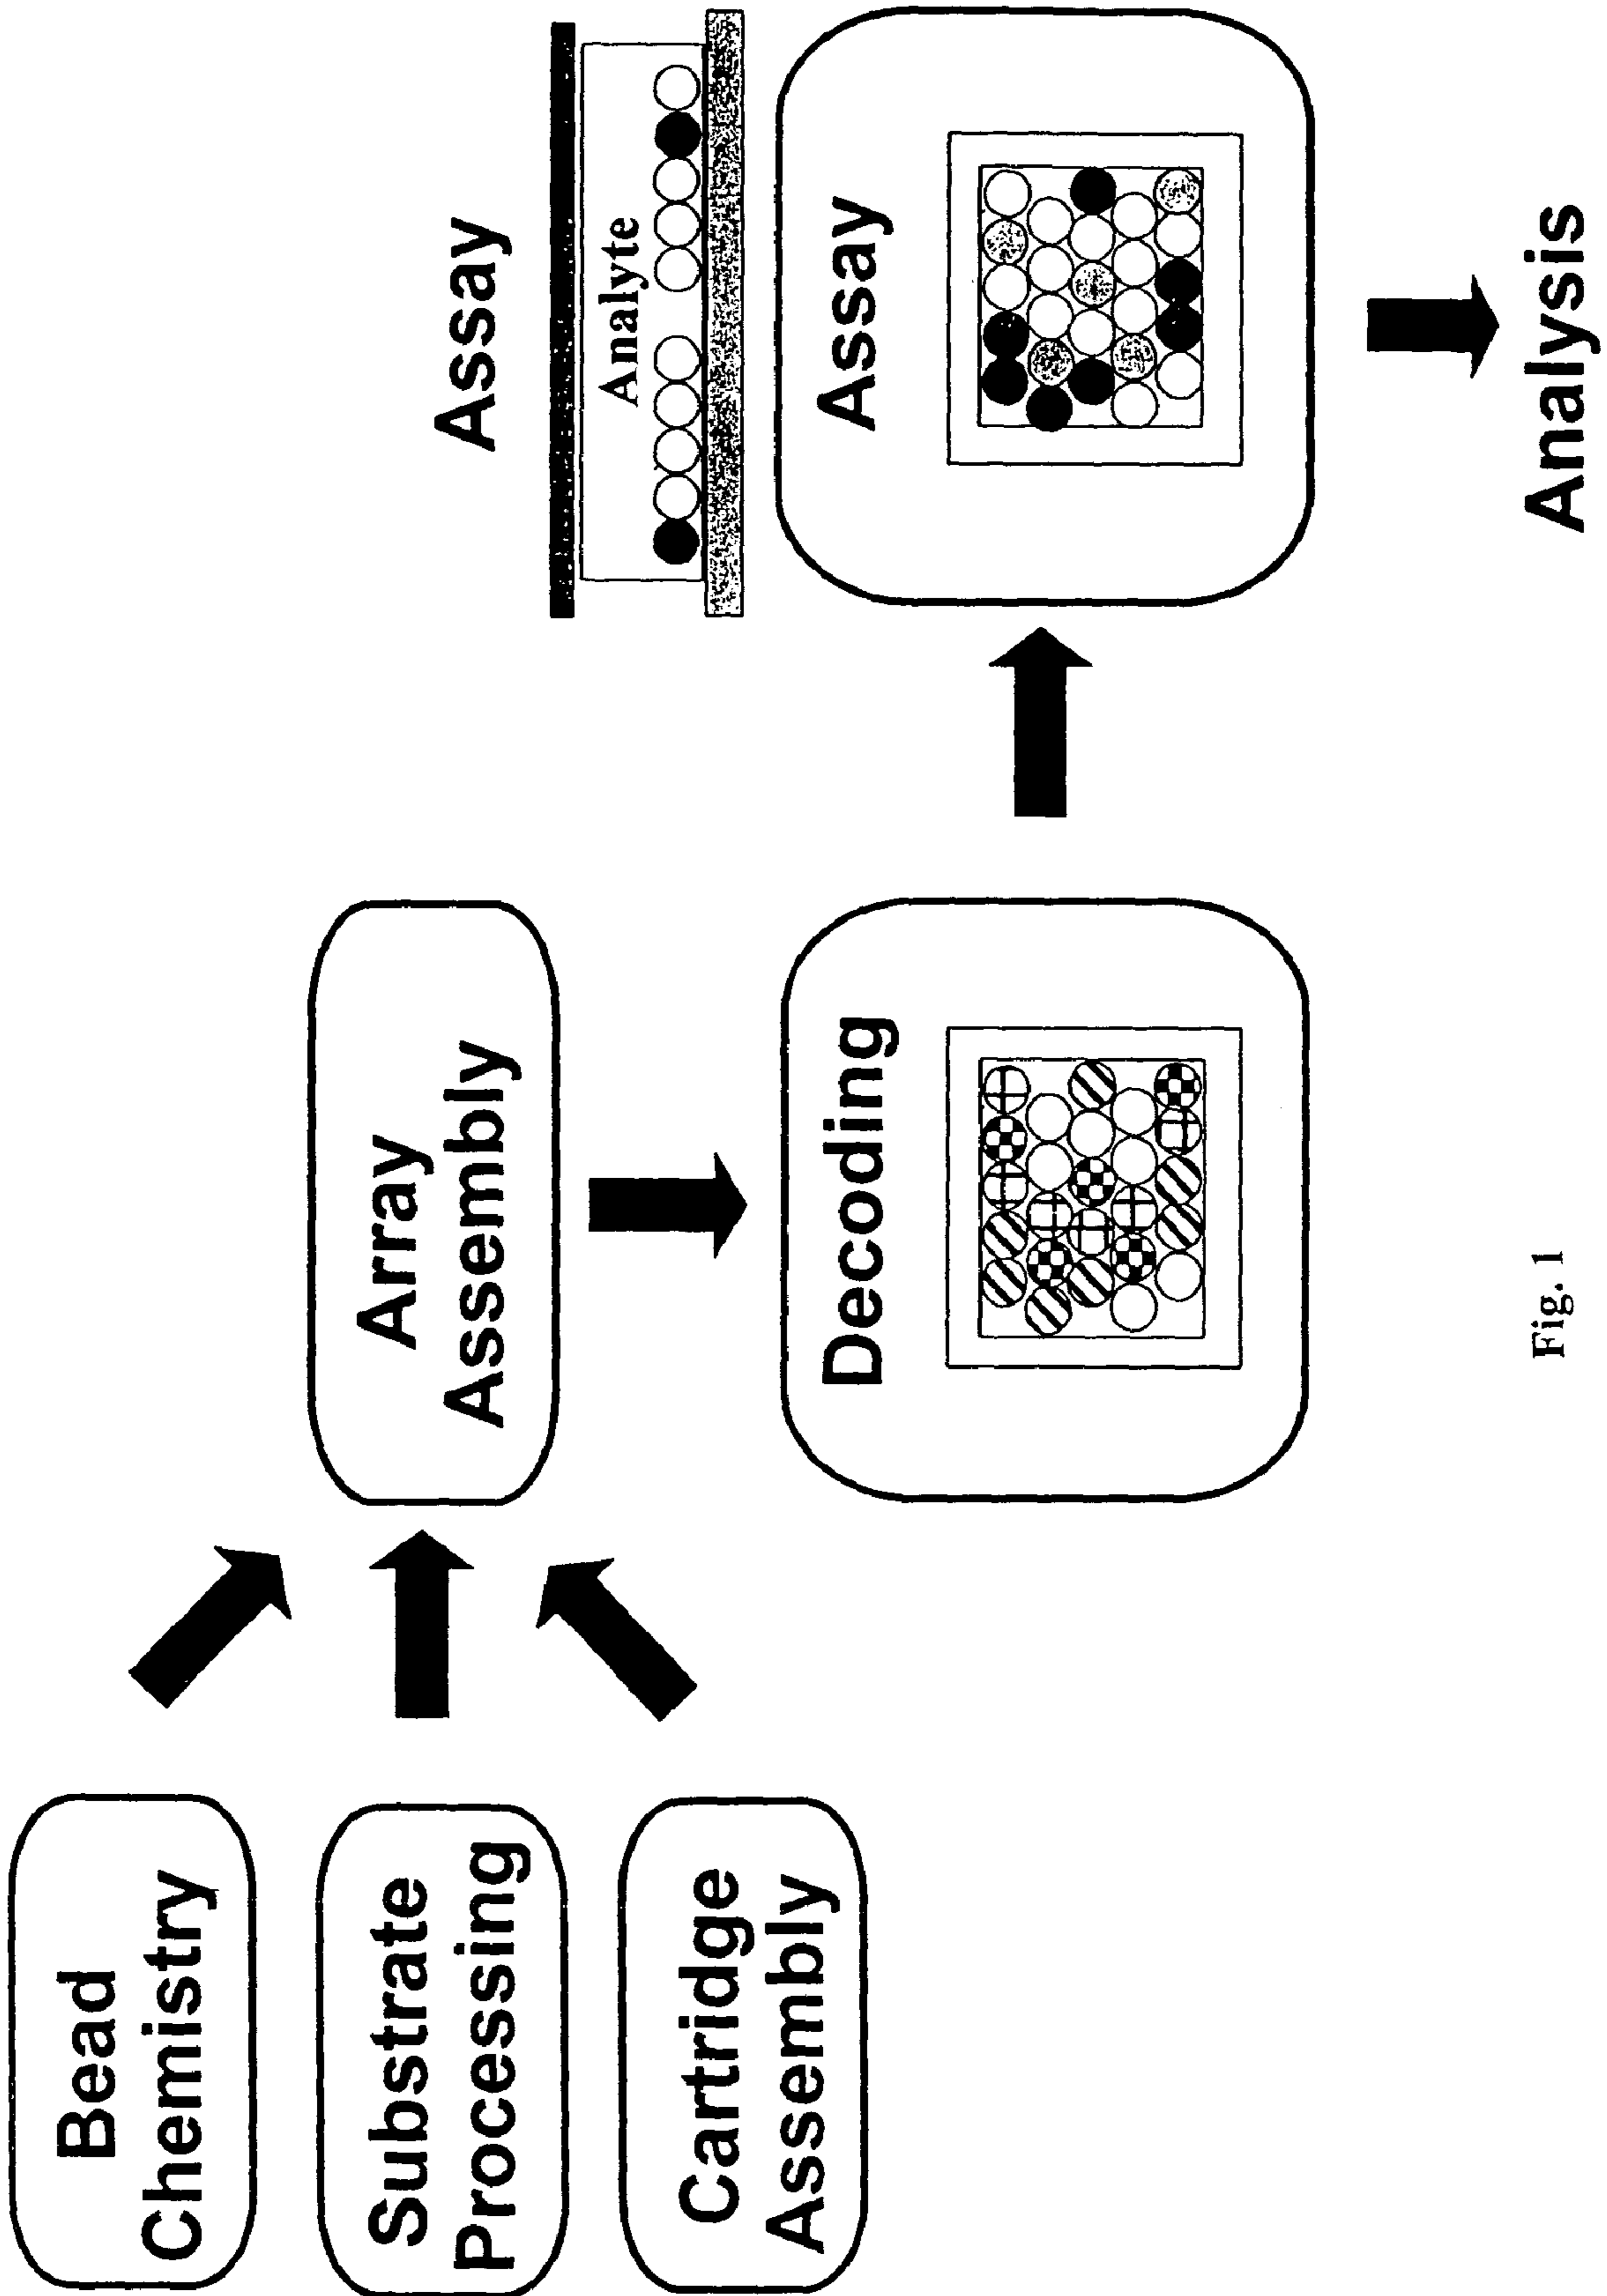 Bead
Chemistry
Substrate
Processing
Cartridge
Assembly
Array
Assembly
Decoding
Assay
Analyte
Assay
Analysis
Fig. 1